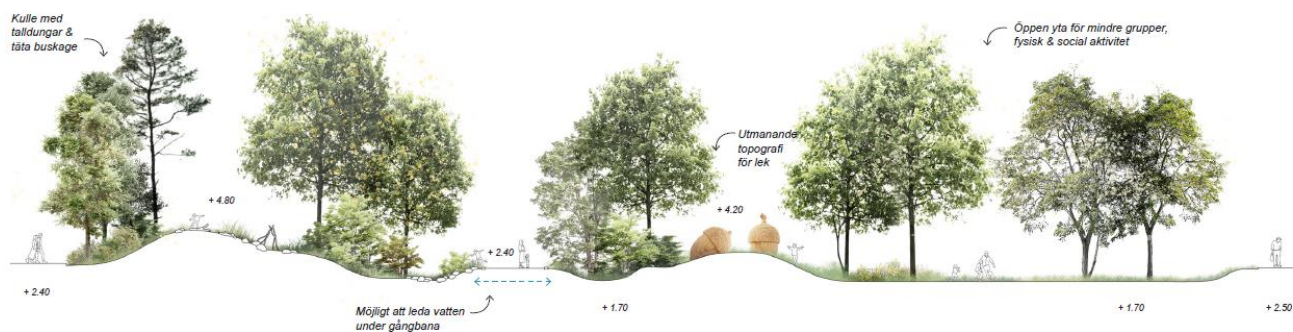 Kulle med
talldungar &
täta buskage
Öppen yta för mindre grupper,
fysisk & social aktivitet
Utmanande
topografi
för lek
+ 4.80
+ 4.20
+ 2.40
+ 2.40
+ 1.70
+ 1.70
+ 2.50
Möjligt att leda vatten
under gångbana